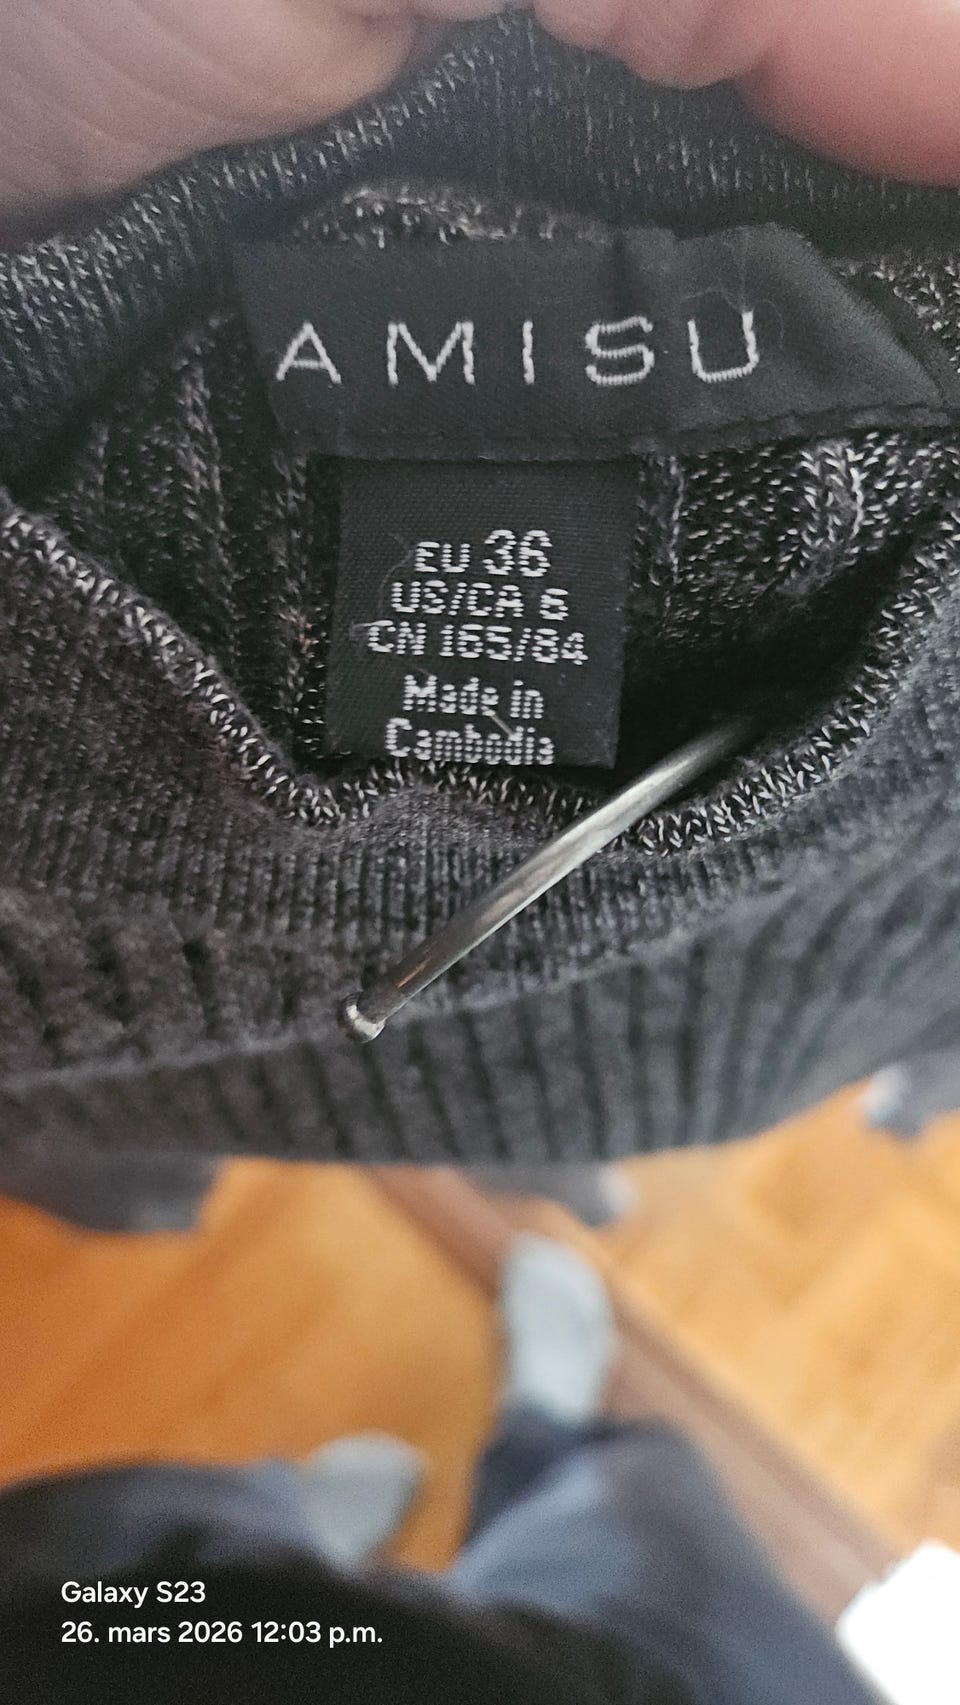 AMISU
EU 36
US/CA 6
CN 165/84
Made in
Cambodia
Galaxy S23
26. mars 2026 12:03 p.m.